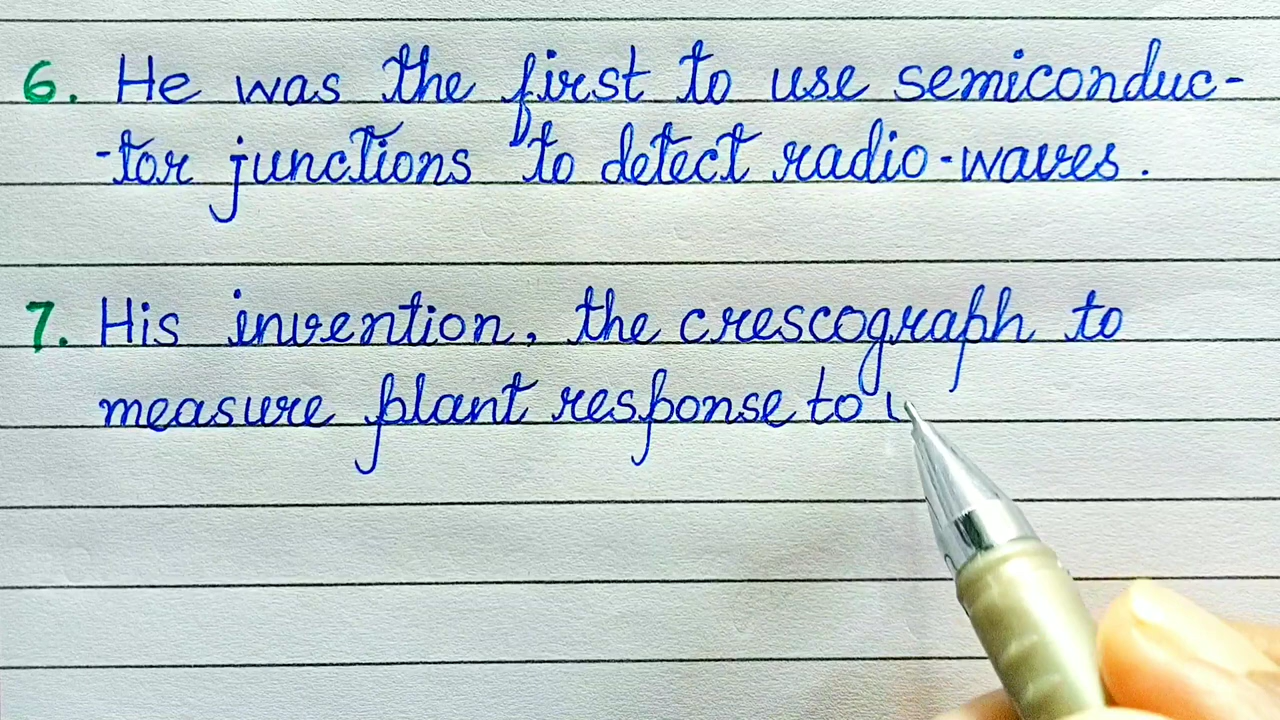 6. He was the first to use semiconduc-
-tor junctions to detect radio-waves.
7. His invention, the crescograph to
measure plant response to